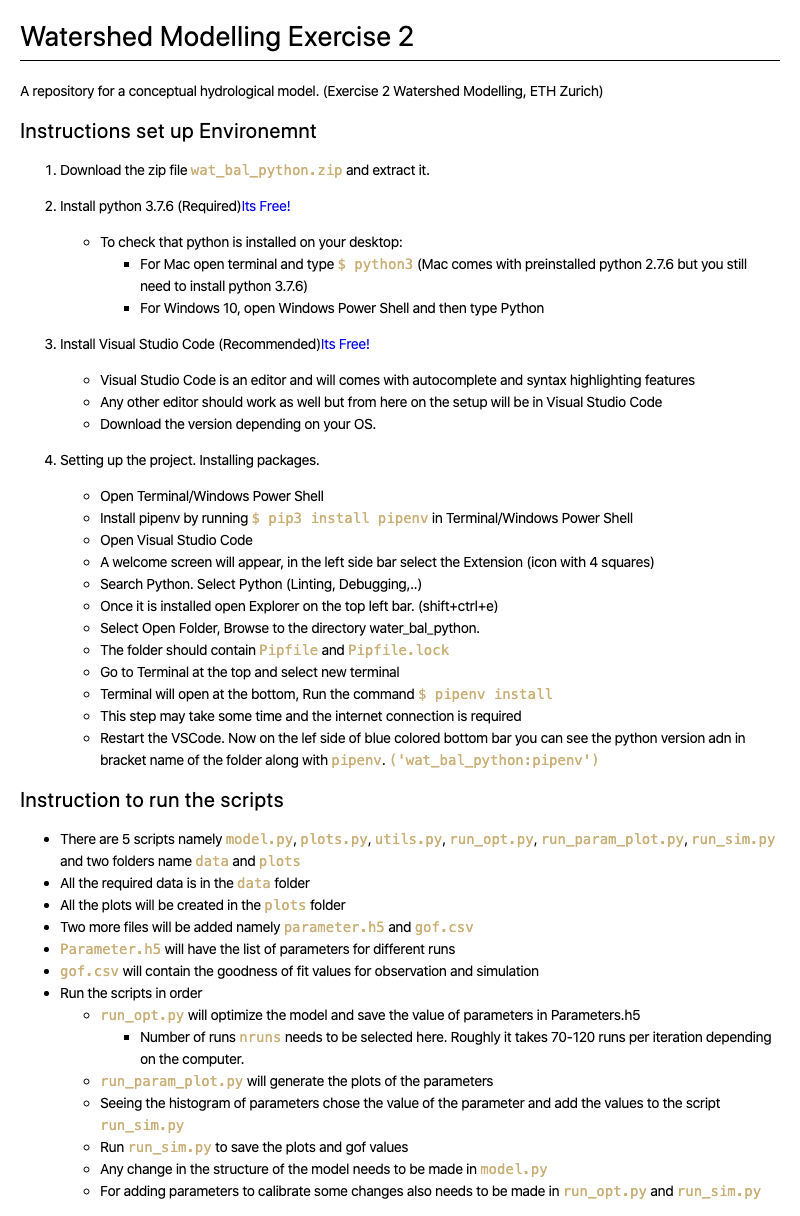 Watershed Modelling Exercise 2
A repository for a conceptual hydrological model. (Exercise 2 Watershed Modelling, ETH Zurich)
Instructions set up Environemnt
1. Download the zip file wat_bal_python.zip and extract it.
2. Install python 3.7.6 (Required)Its Free!
To check that python is installed on your desktop:
For Mac open terminal and type $ python3 (Mac comes with preinstalled python 2.7.6 but you still
need to install python 3.7.6)
For Windows 10, open Windows Power Shell and then type Python
3. Install Visual Studio Code (Recommended)Its Free!
Visual Studio Code is an editor and will comes with autocomplete and syntax highlighting features
Any other editor should work as well but from here on the setup will be in Visual Studio Code
Download the version depending on your OS.
4. Setting up the project. Installing packages.
Open Terminal/Windows Power Shell
Install pipenv by running $ pip3 install pipenv in Terminal/Windows Power Shell
Open Visual Studio Code
A welcome screen will appear, in the left side bar select the Extension (icon with 4 squares)
Search Python. Select Python (Linting, Debugging,..)
Once it is installed open Explorer on the top left bar. (shift+ctrl+e)
Select Open Folder, Browse to the directory water_bal_python.
The folder should contain Pipfile and Pipfile.lock
Go to Terminal at the top and select new terminal
Terminal will open at the bottom, Run the command $ pipenv install
This step may take some time and the internet connection is required
Restart the VSCode. Now on the lef side of blue colored bottom bar you can see the python version adn in
bracket name of the folder along with pipenv. ('wat_bal_python:pipenv')
Instruction to run the scripts
There are 5 scripts namely model.py, plots.py, utils.py, run_opt.py, run_param_plot.py, run_sim.py
and two folders name data and plots
All the required data is in the data folder
All the plots will be created in the plots folder
Two more files will be added namely parameter.h5 and gof.csv
Parameter.h5 will have the list of parameters for different runs
gof.csv will contain the goodness of fit values for observation and simulation
Run the scripts in order
run_opt.py will optimize the model and save the value of parameters in Parameters.h5
Number of runs nruns needs to be selected here. Roughly it takes 70-120 runs per iteration depending
on the computer.
run_param_plot.py will generate the plots of the parameters
Seeing the histogram of parameters chose the value of the parameter and add the values to the script
run_sim.py
Run run_sim.py to save the plots and gof values
Any change in the structure of the model needs to be made in model.py
For adding parameters to calibrate some changes also needs to be made in run_opt.py and run_sim.py